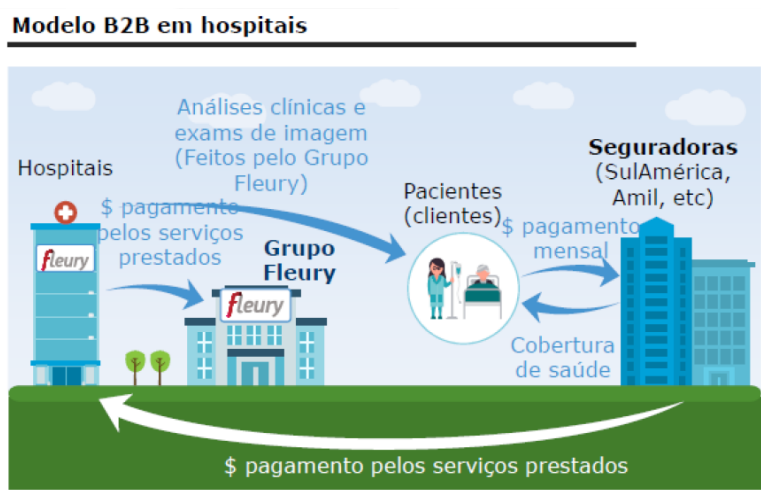 Modelo B2B em hospitais
Análises clínicas e
exams de imagem
(Feitos pelo Grupo
Fleury)
Hospitais
$ pagamento
pelos serviços
prestados
fleury
Grupo
Fleury
fleury
Pacientes
(clientes)
$ pagamento
mensal
Seguradoras
(SulAmérica,
Amil, etc)
Cobertura
de saúde
$ pagamento pelos serviços prestados